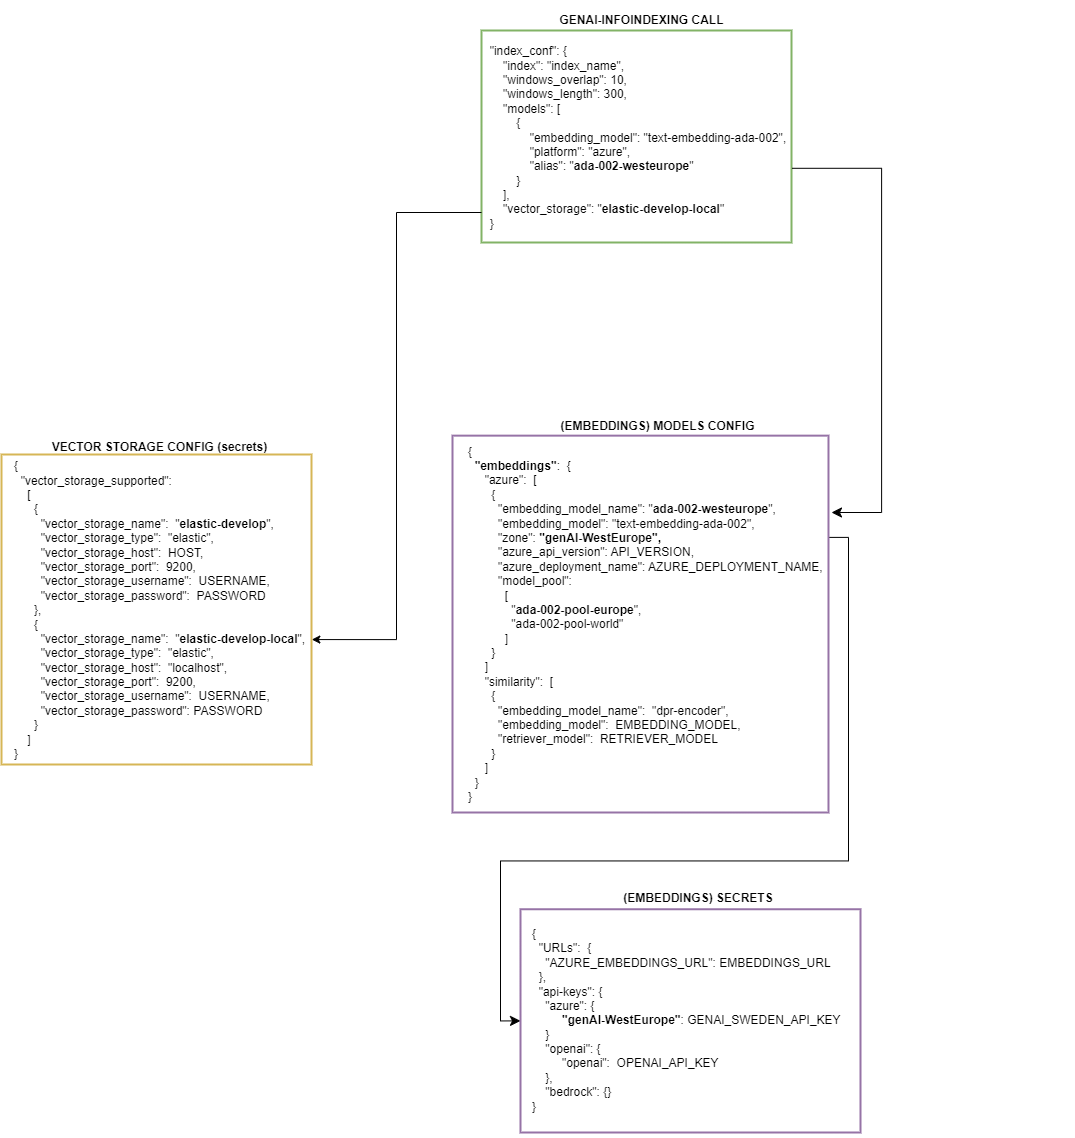 GENAI-INFOINDEXING CALL
"index_conf": {
"index": "index_name",
"windows_overlap": 10,
"windows_length": 300,
"models": [
{
"embedding_model": "text-embedding-ada-002",
"platform": "azure",
"alias": "ada-002-westeurope"
}
],
"vector_storage": "elastic-develop-local"
}
VECTOR STORAGE CONFIG (secrets)
{
"vector_storage_supported":
[
{
"vector_storage_name": "elastic-develop",
"vector_storage_type": "elastic",
"vector_storage_host": HOST,
"vector_storage_port": 9200,
"vector_storage_username": USERNAME,
"vector_storage_password": PASSWORD
},
{
"vector_storage_name": "elastic-develop-local",
"vector_storage_type": "elastic",
"vector_storage_host": "localhost",
"vector_storage_port": 9200,
"vector_storage_username": USERNAME,
"vector_storage_password": PASSWORD
}
]
}
(EMBEDDINGS) MODELS CONFIG
{
"embeddings": {
"azure": [
{
"embedding_model_name": "ada-002-westeurope",
"embedding_model": "text-embedding-ada-002",
"zone": "genAI-WestEurope",
"azure_api_version": API_VERSION,
"azure_deployment_name": AZURE_DEPLOYMENT_NAME,
"model_pool":
[
"ada-002-pool-europe",
"ada-002-pool-world"
]
}
]
"similarity": [
{
"embedding_model_name": "dpr-encoder",
"embedding_model": EMBEDDING_MODEL,
"retriever_model": RETRIEVER_MODEL
}
]
}
}
(EMBEDDINGS) SECRETS
{
"URLs": {
"AZURE_EMBEDDINGS_URL": EMBEDDINGS_URL
},
"api-keys": {
"azure": {
"genAI-WestEurope": GENAI_SWEDEN_API_KEY
}
"openai": {
"openai": OPENAI_API_KEY
},
"bedrock": {}
}